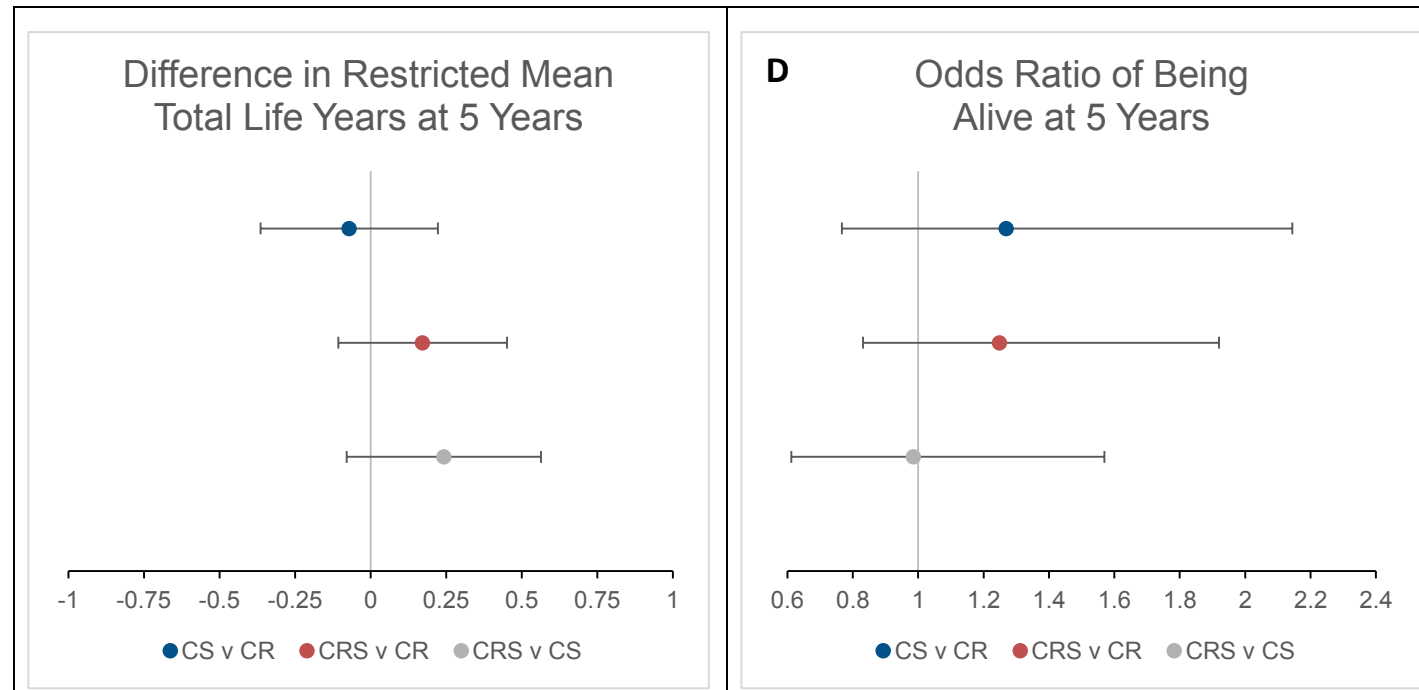 Difference in Restricted Mean
Total Life Years at 5 Years
-1 -0.75 -0.5 -0.25 0 0.25 0.5 0.75 1
CS v CR CRS v CR CRS v CS
D
Odds Ratio of Being
Alive at 5 Years
0.6 0.8 1 1.2 1.4 1.6 1.8 2 2.2 2.4
CS v CR CRS v CR CRS v CS